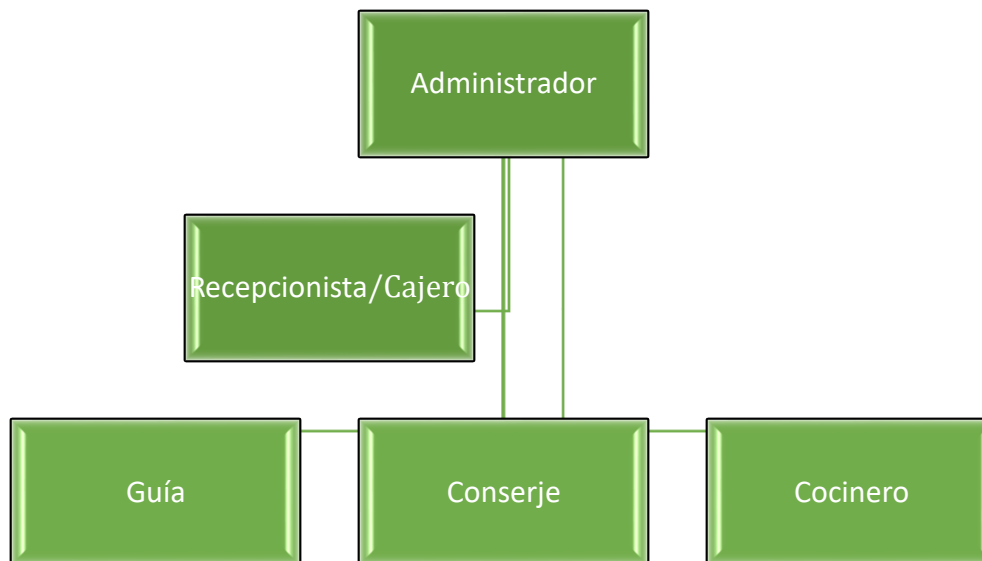 Administrador
Recepcionista/Cajero
Guía
Conserje
Cocinero